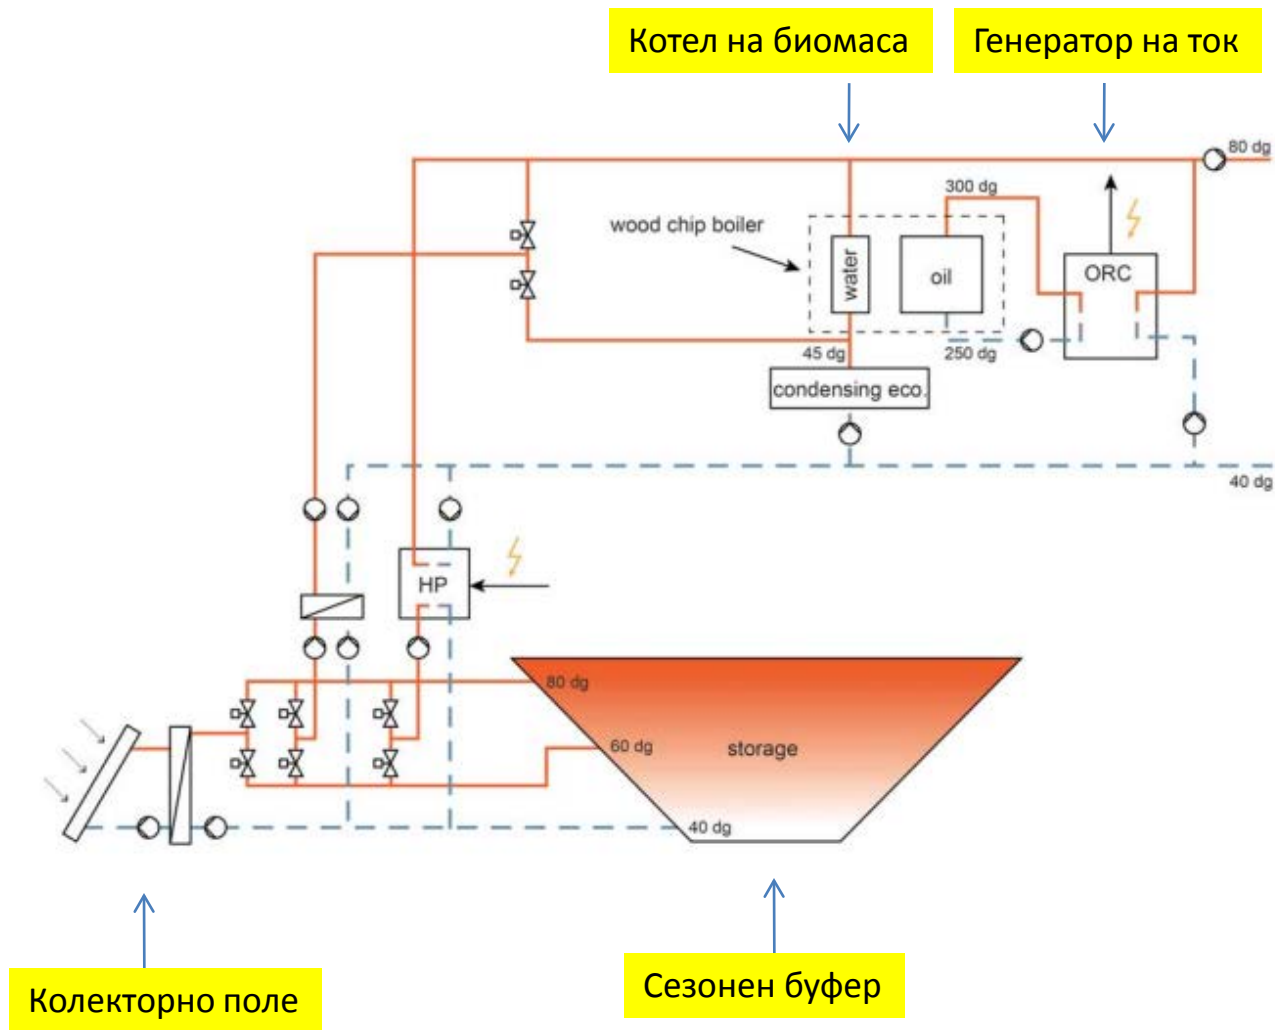 Котел на биомаса
Генератор на ток
80 dg
300 dg
wood chip boiler
water
oil
ORC
45 dg
250 dg
condensing eco.
40 dg
HP
80 dg
60 dg
storage
40 dg
Колекторно поле
Сезонен буфер